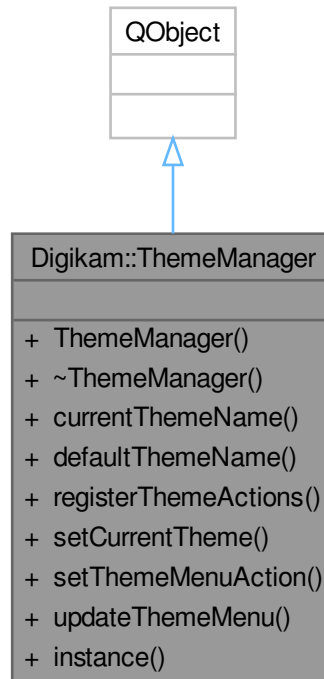 QObject
Digikam::ThemeManager
+ ThemeManager()
+ ~ThemeManager()
+ currentThemeName()
+ defaultThemeName()
+ registerThemeActions()
+ setCurrentTheme()
+ setThemeMenuAction()
+ updateThemeMenu()
+ instance()